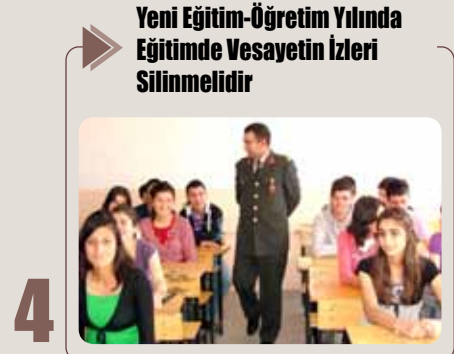 Yeni Eğitim-Öğretim Yılında
Eğitimde Vesayetin İzleri
Silinmelidir
4